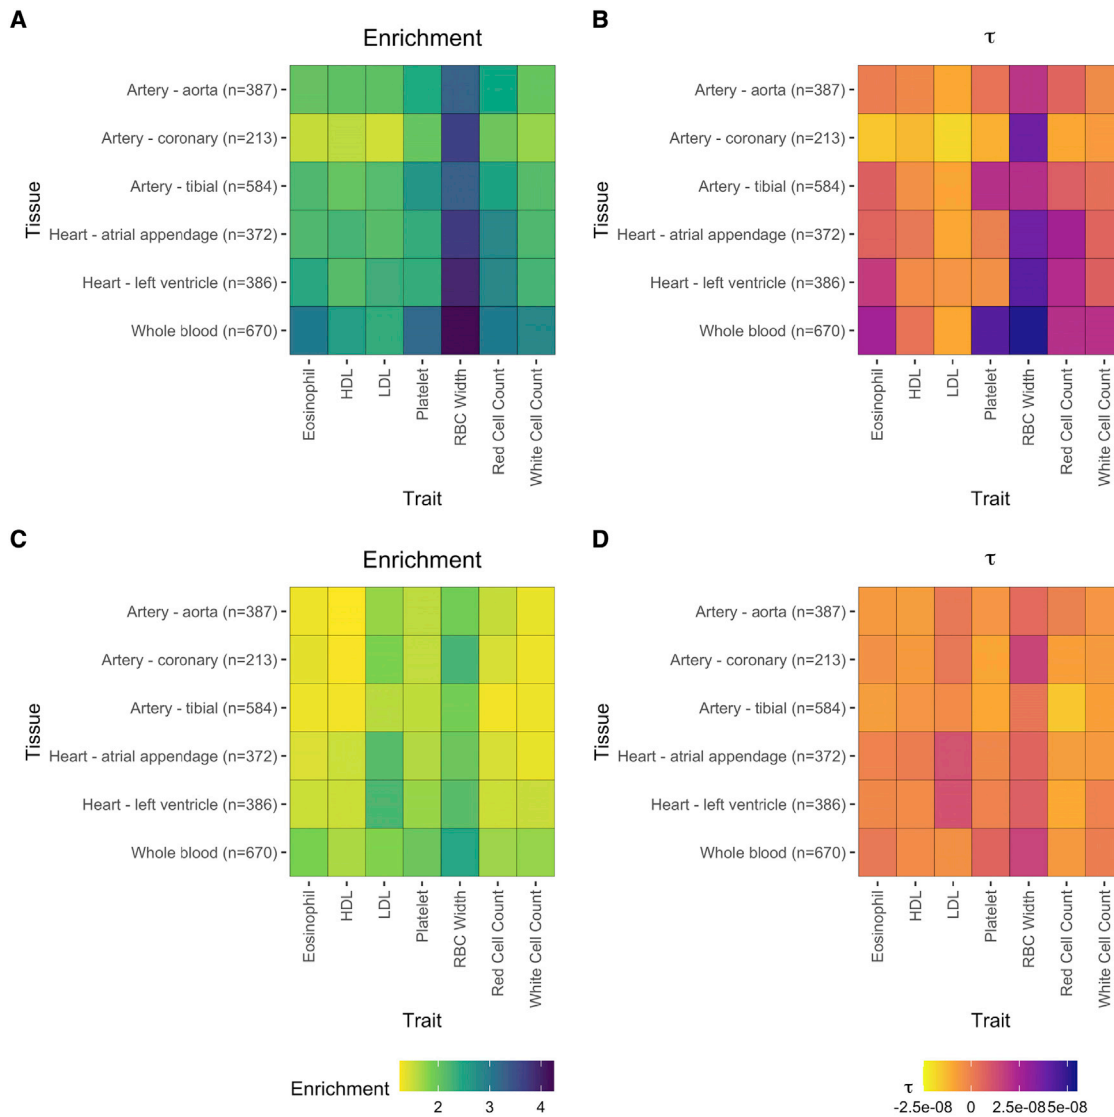 A
B
Enrichment
τ
Tissue
Artery - aorta (n=387)
Artery - coronary (n=213)
Artery - tibial (n=584)
Heart - atrial appendage (n=372)
Heart - left ventricle (n=386)
Whole blood (n=670)
Eosinophil
HDL
LDL
Platelet
RBC Width
Red Cell Count
White Cell Count
Trait
Tissue
Artery - aorta (n=387)
Artery - coronary (n=213)
Artery - tibial (n=584)
Heart - atrial appendage (n=372)
Heart - left ventricle (n=386)
Whole blood (n=670)
Eosinophil
HDL
LDL
Platelet
RBC Width
Red Cell Count
White Cell Count
Trait
C
D
Enrichment
τ
Tissue
Artery - aorta (n=387)
Artery - coronary (n=213)
Artery - tibial (n=584)
Heart - atrial appendage (n=372)
Heart - left ventricle (n=386)
Whole blood (n=670)
Eosinophil
HDL
LDL
Platelet
RBC Width
Red Cell Count
White Cell Count
Trait
Tissue
Artery - aorta (n=387)
Artery - coronary (n=213)
Artery - tibial (n=584)
Heart - atrial appendage (n=372)
Heart - left ventricle (n=386)
Whole blood (n=670)
Eosinophil
HDL
LDL
Platelet
RBC Width
Red Cell Count
White Cell Count
Trait
Enrichment
2 3 4
τ
-2.5e-08 0 2.5e-08 5e-08